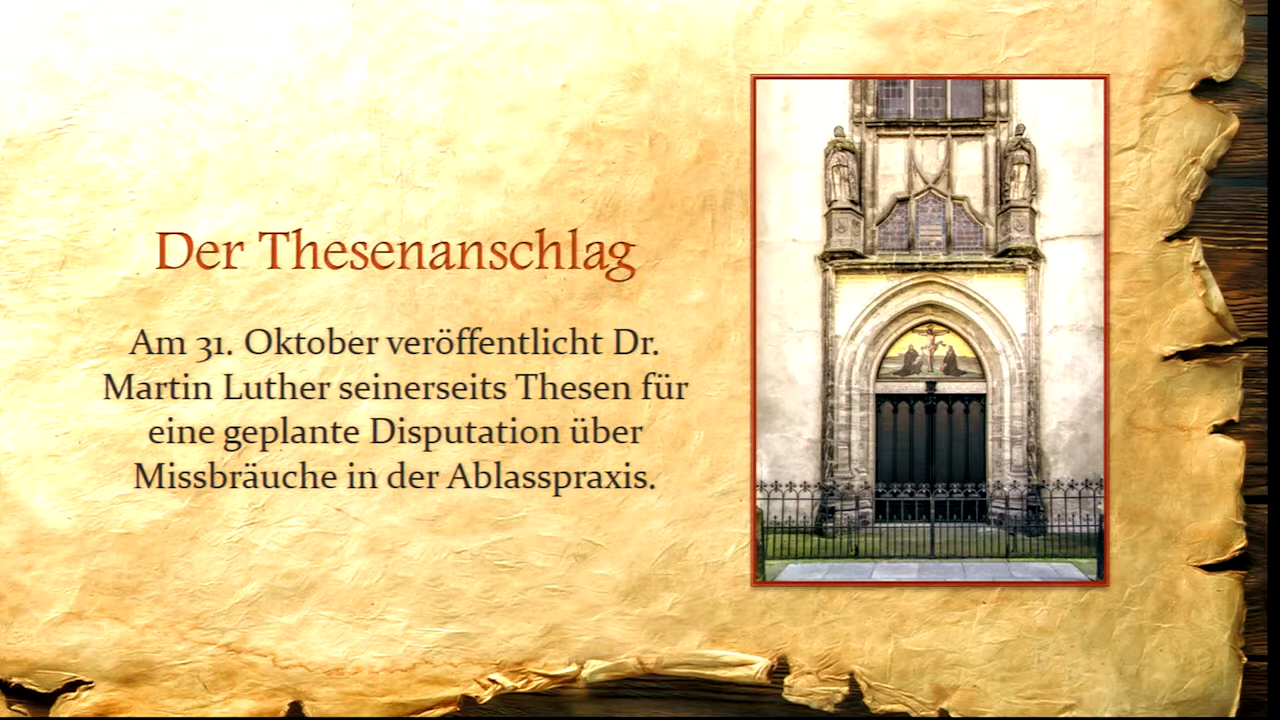 Der Thesenanschlag
Am 31. Oktober veröffentlicht Dr.
Martin Luther seinerseits Thesen für
eine geplante Disputation über
Missbräuche in der Ablasspraxis.